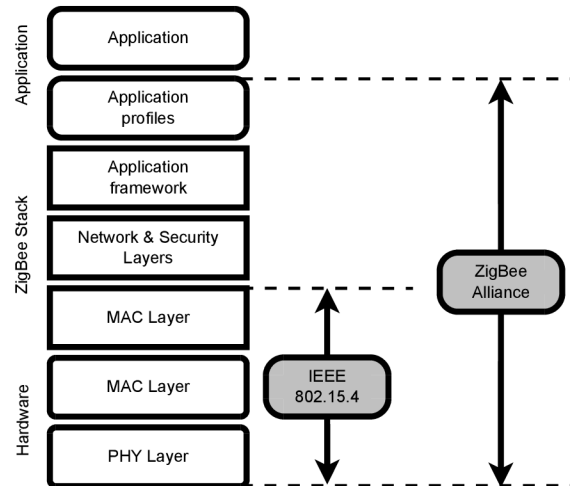 Application
Application
Application
profiles
Application
framework
ZigBee Stack
Network & Security
Layers
ZigBee
Alliance
MAC Layer
Hardware
MAC Layer
IEEE
802.15.4
PHY Layer